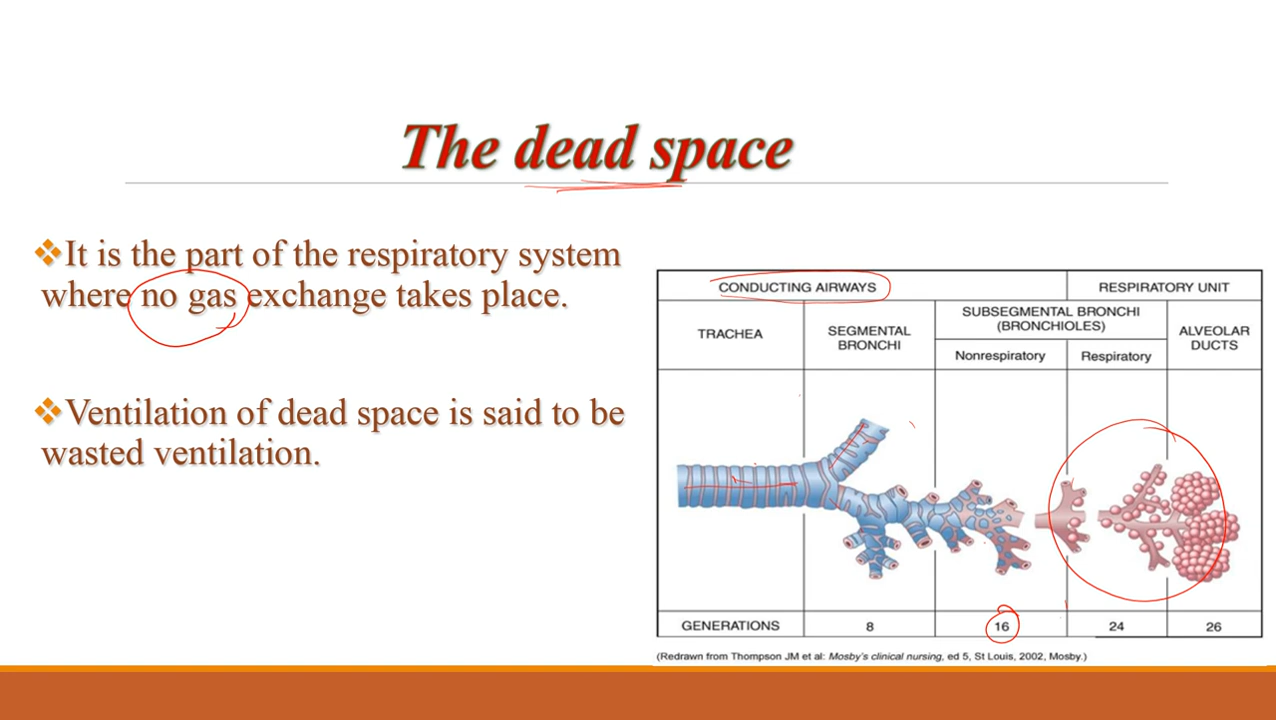 The dead space
❖It is the part of the respiratory system
where no gas exchange takes place.
❖Ventilation of dead space is said to be
wasted ventilation.
CONDUCTING AIRWAYS RESPIRATORY UNIT
TRACHEA
SEGMENTAL
BRONCHI
SUBSEGMENTAL BRONCHI
(BRONCHIOLES)
Nonrespiratory Respiratory
ALVEOLAR
DUCTS
GENERATIONS 8 16 24 26
(Redrawn from Thompson JM et al: Mosby's clinical nursing, ed 5, St Louis, 2002, Mosby.)